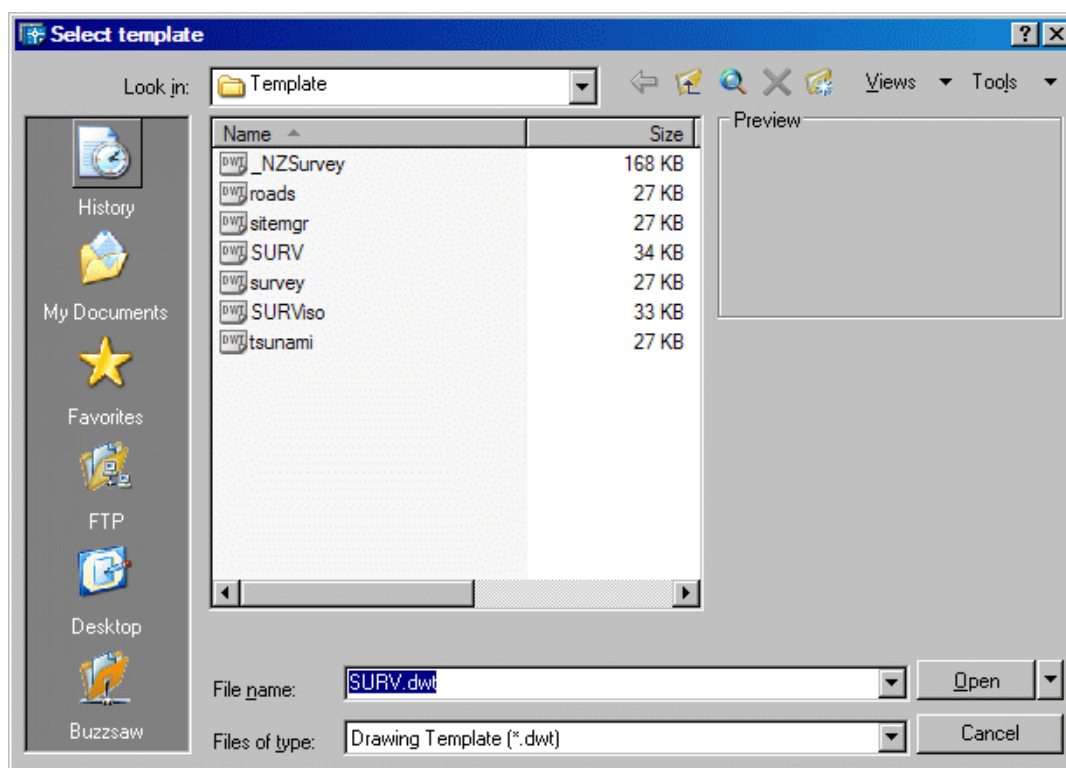 Select template
Look in: Template Views Tools
Name Size Preview
_NZSurvey 168 KB
roads 27 KB
sitemgr 27 KB
SURV 34 KB
survey 27 KB
SURViso 33 KB
tsunami 27 KB
History
My Documents
Favorites
FTP
Desktop
Buzzsaw
File name: SURV.dwt Open
Files of type: Drawing Template (*.dwt) Cancel